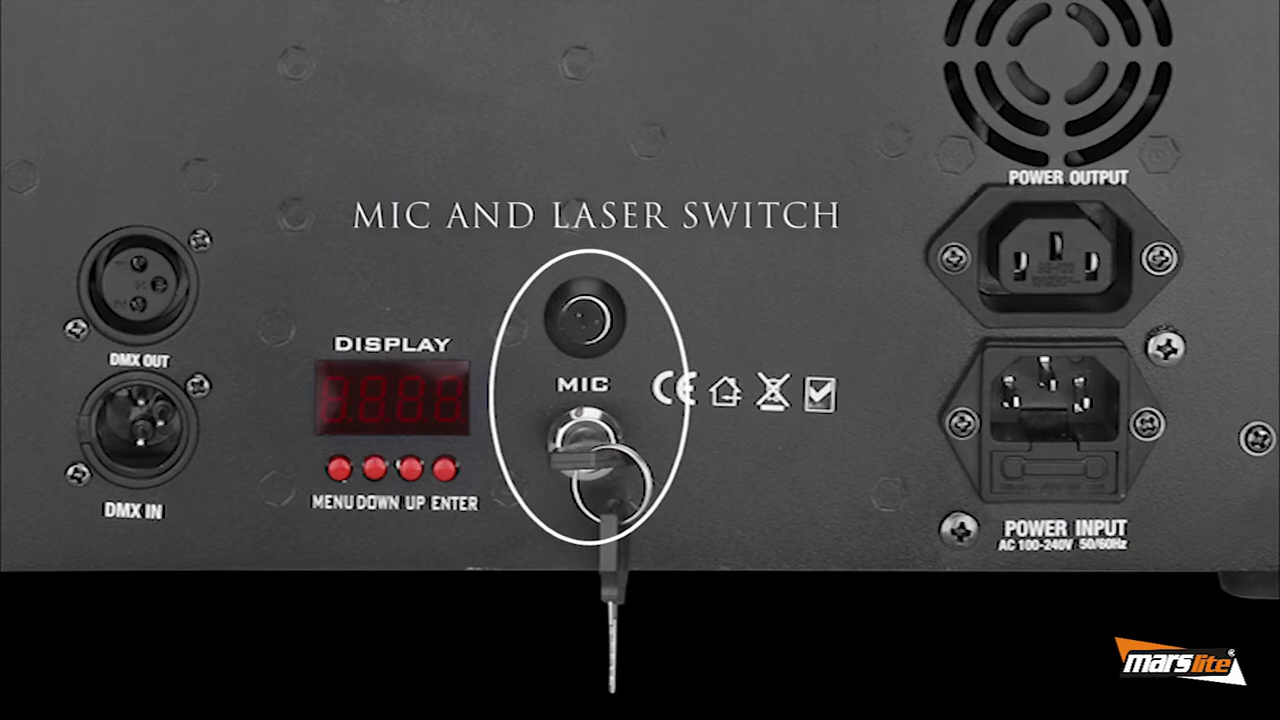 POWER OUTPUT
MIC AND LASER SWITCH
DISPLAY
DMX OUT
MIC
CE
MENU DOWN UP ENTER
DMX IN
POWER INPUT
AC 100-240V 50/60Hz
marslite®